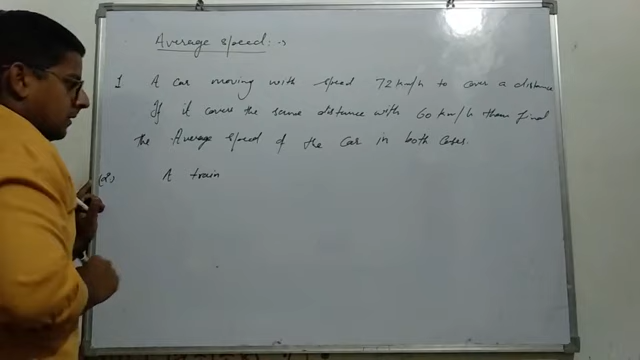 Average speed :->
1 A car moving with speed 72 km/h to cover a distance
If it covers the same distance with 60 km/h then find
the Average speed of the car in both Cases.
(2) A train